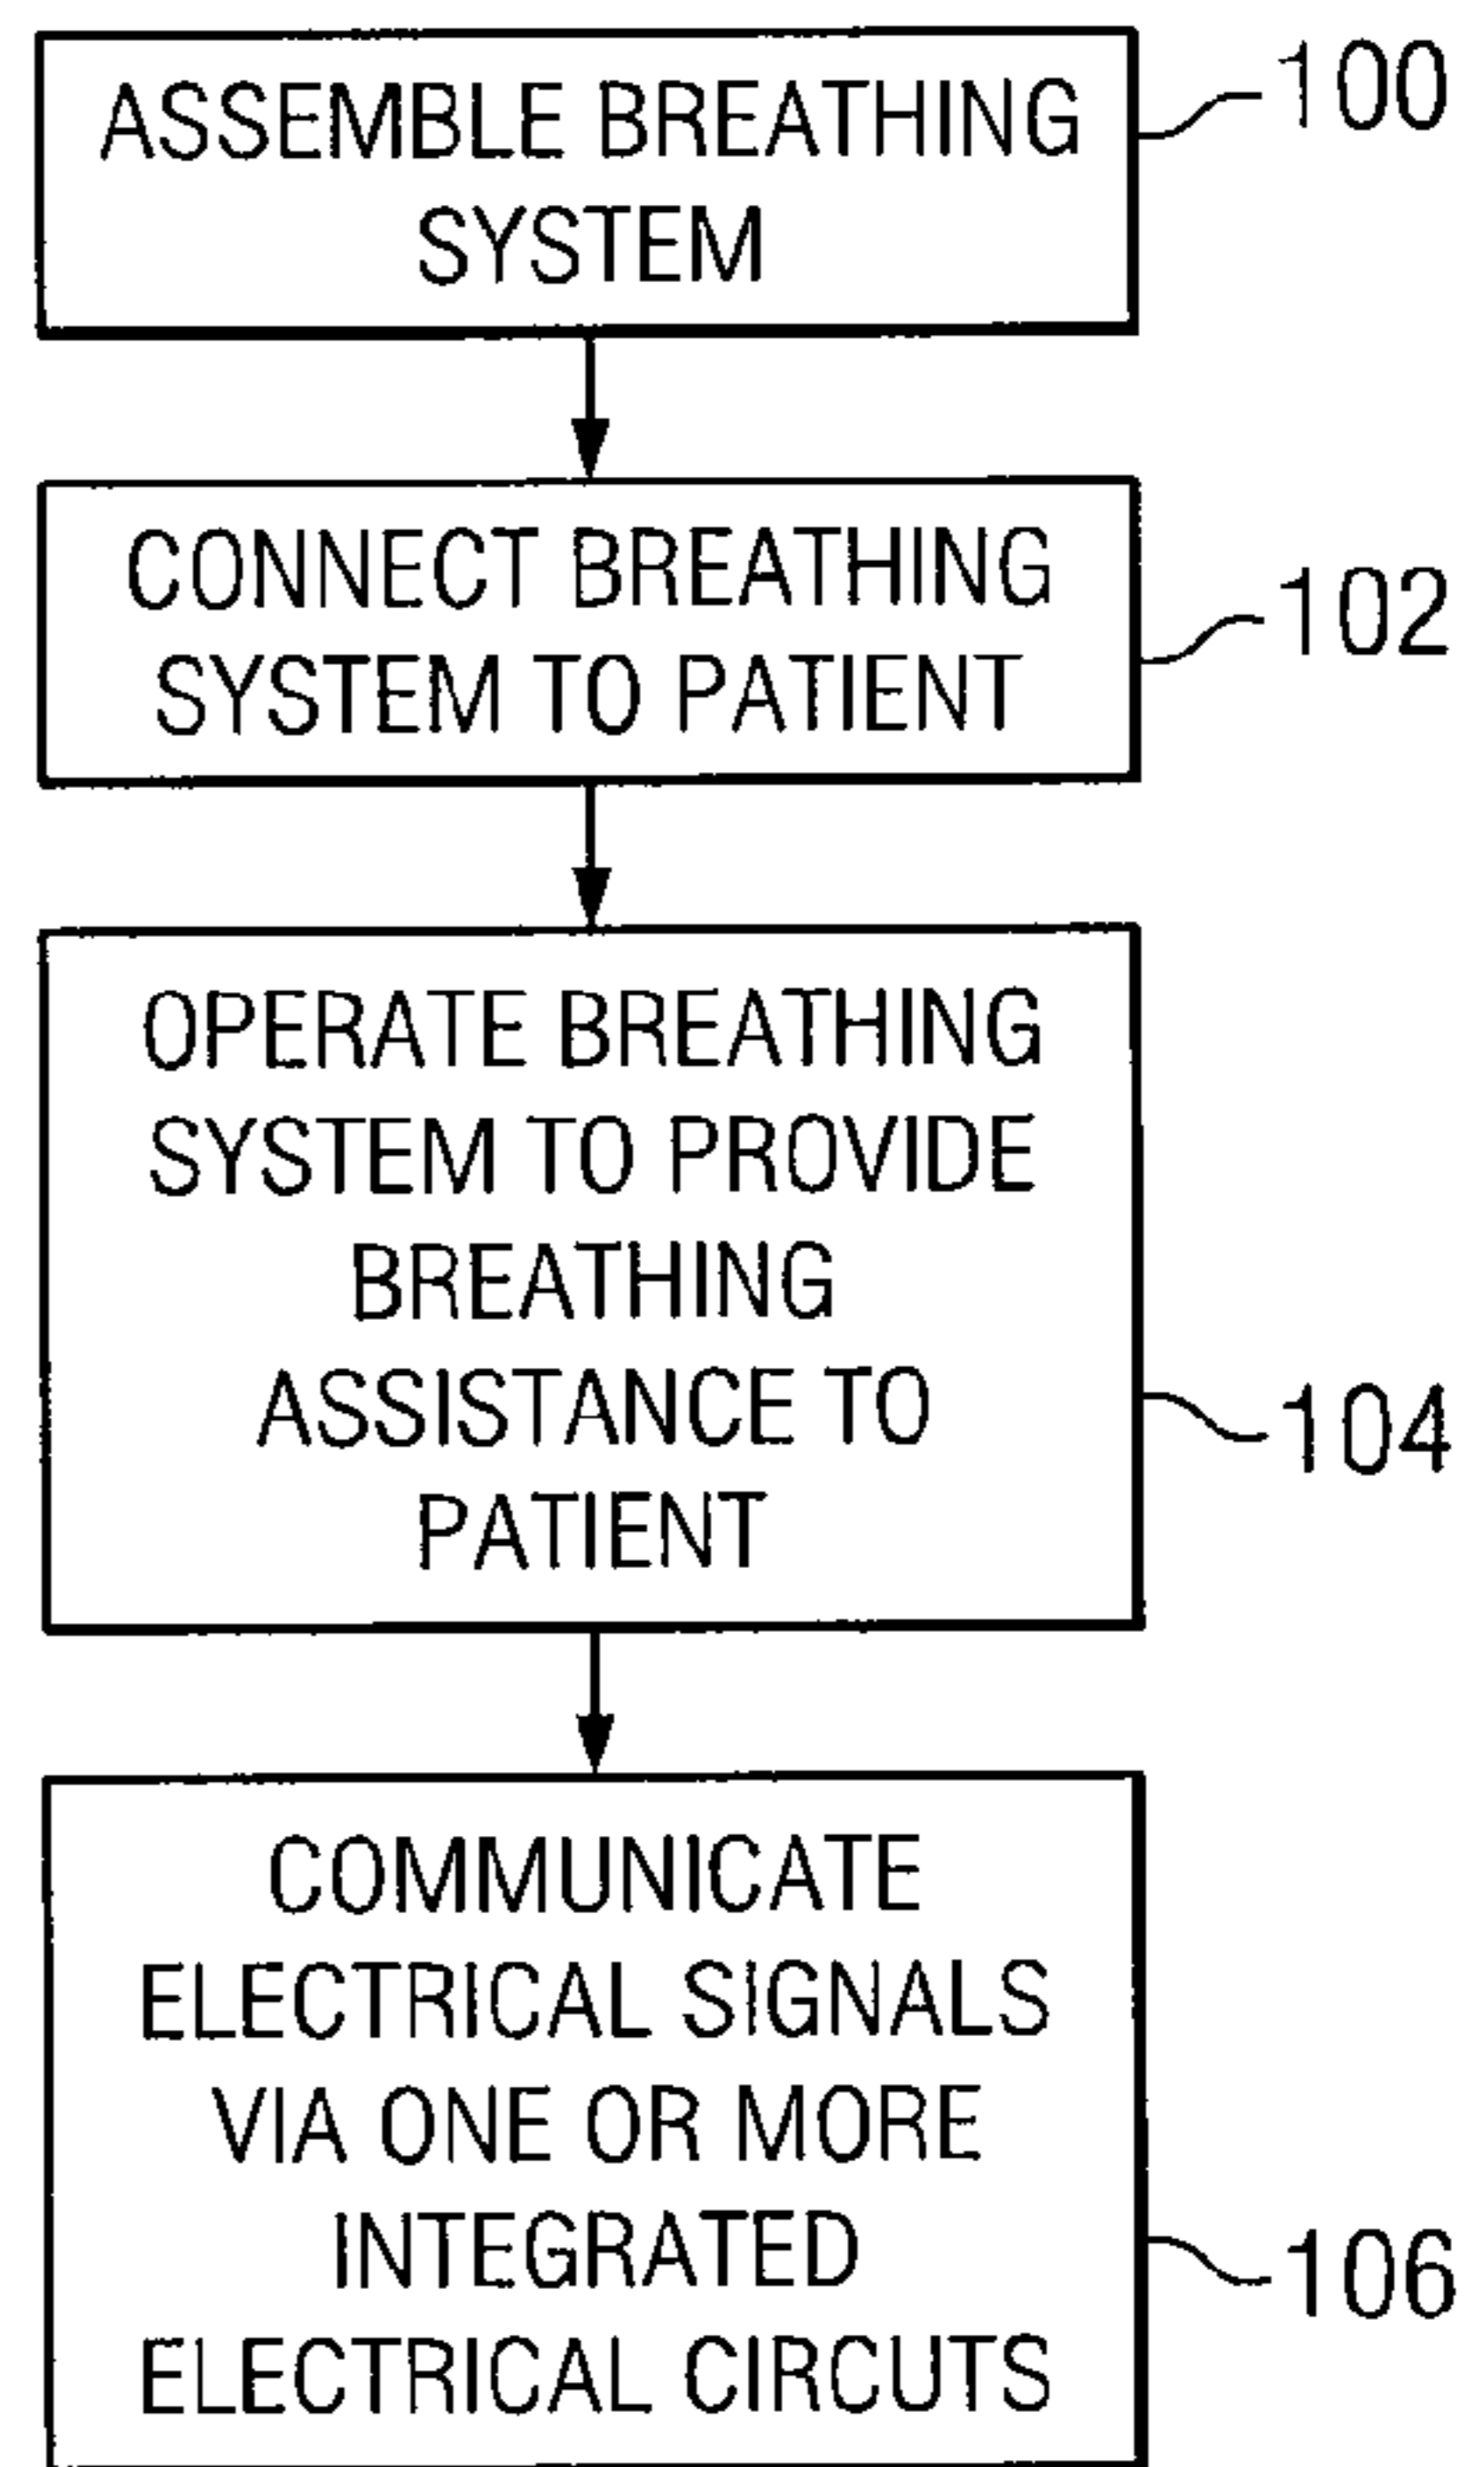 ASSEMBLE BREATHING
SYSTEM
100
CONNECT BREATHING
SYSTEM TO PATIENT
102
OPERATE BREATHING
SYSTEM TO PROVIDE
BREATHING
ASSISTANCE TO
PATIENT
104
COMMUNICATE
ELECTRICAL SIGNALS
VIA ONE OR MORE
INTEGRATED
ELECTRICAL CIRCUTS
106